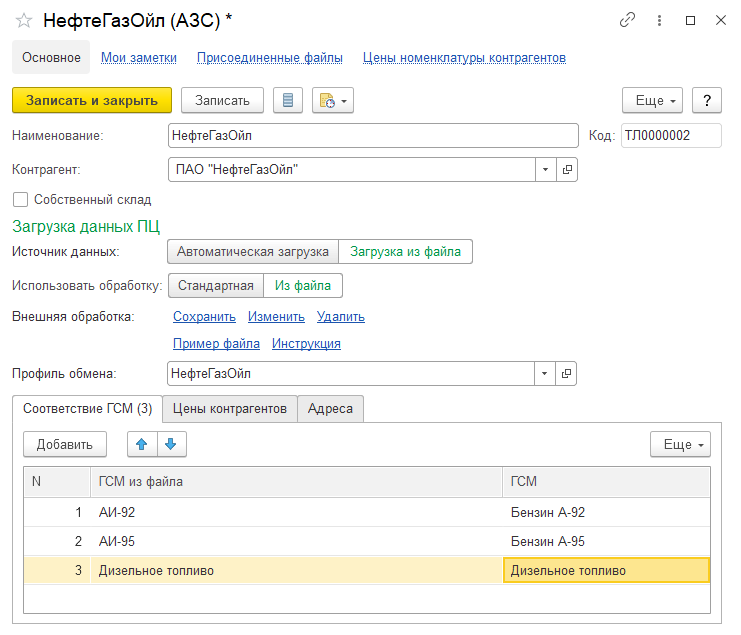 НефтеГазОйл (АЗС) *
Основное Мои заметки Присоединенные файлы Цены номенклатуры контрагентов
Записать и закрыть Записать Еще ?
Наименование: НефтеГазОйл Код: ТЛ0000002
Контрагент: ПАО "НефтеГазОйл"
Собственный склад
Загрузка данных ПЦ
Источник данных: Автоматическая загрузка Загрузка из файла
Использовать обработку: Стандартная Из файла
Внешняя обработка: Сохранить Изменить Удалить
Пример файла Инструкция
Профиль обмена: НефтеГазОйл
Соответствие ГСМ (3) Цены контрагентов Адреса
Добавить Еще
N ГСМ из файла ГСМ
1 АИ-92 Бензин А-92
2 АИ-95 Бензин А-95
3 Дизельное топливо Дизельное топливо